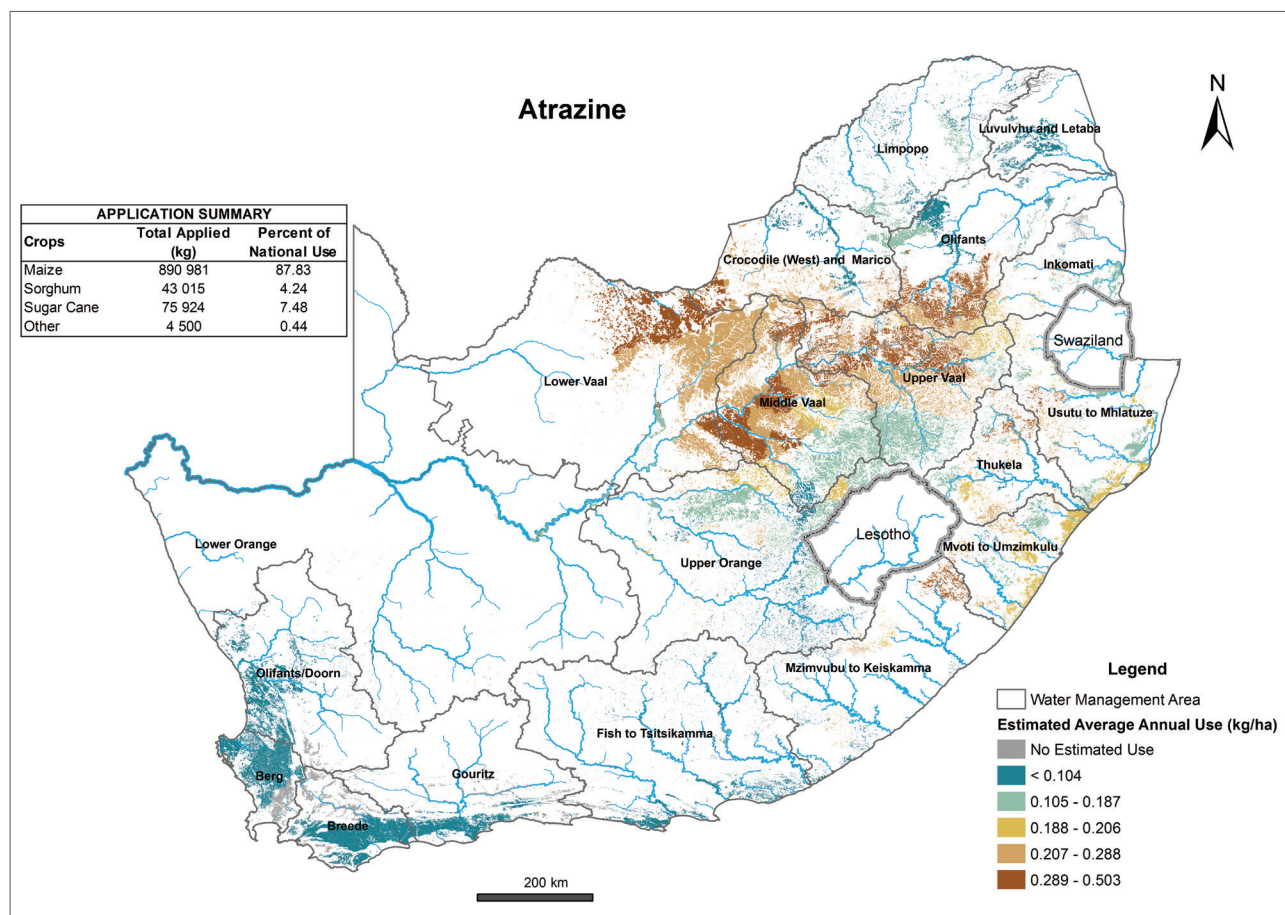 Atrazine
N
APPLICATION SUMMARY
Crops Total Applied (kg) Percent of National Use
Maize 890 981 87.83
Sorghum 43 015 4.24
Sugar Cane 75 924 7.48
Other 4 500 0.44
Luvulvhu and Letaba
Limpopo
Olifants
Crocodile (West) and Marico
Inkomati
Swaziland
Lower Vaal
Upper Vaal
Middle Vaal
Usutu to Mhlatuze
Thukela
Lesotho
Lower Orange
Upper Orange
Mvoti to Umzimkulu
Mzimvubu to Keiskamma
Olifants/Doorn
Fish to Tsitsikamma
Berg
Gouritz
Breede
200 km
Legend
Water Management Area
Estimated Average Annual Use (kg/ha)
No Estimated Use
< 0.104
0.105 - 0.187
0.188 - 0.206
0.207 - 0.288
0.289 - 0.503